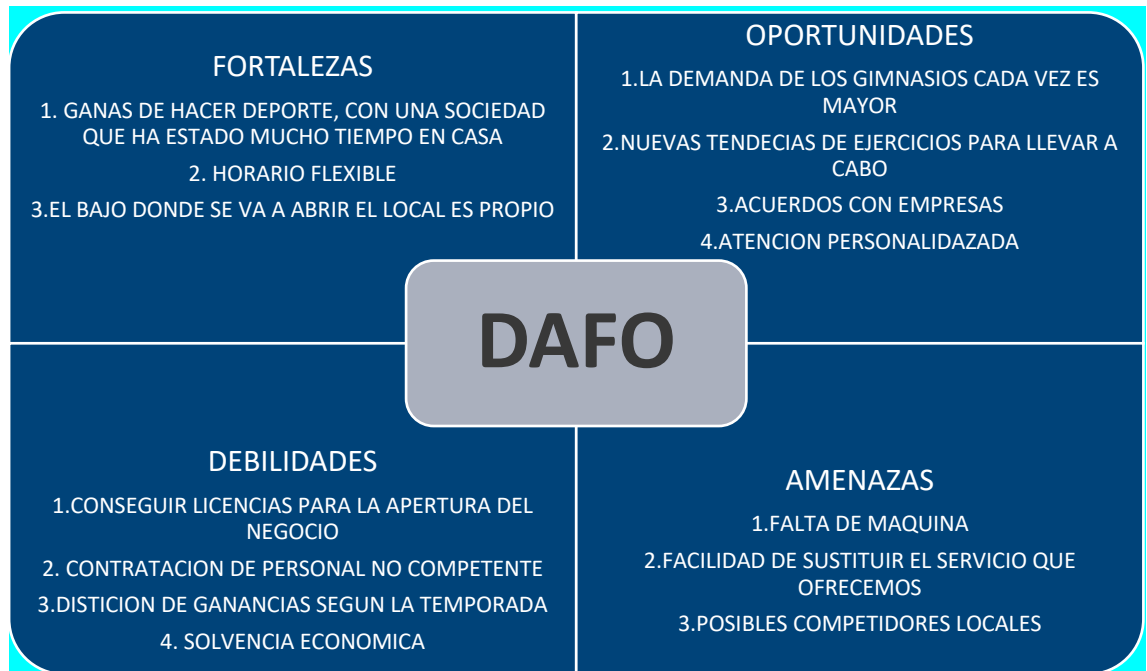 FORTALEZAS
1. GANAS DE HACER DEPORTE, CON UNA SOCIEDAD
QUE HA ESTADO MUCHO TIEMPO EN CASA
2. HORARIO FLEXIBLE
3.EL BAJO DONDE SE VA A ABRIR EL LOCAL ES PROPIO
OPORTUNIDADES
1.LA DEMANDA DE LOS GIMNASIOS CADA VEZ ES
MAYOR
2.NUEVAS TENDECIAS DE EJERCICIOS PARA LLEVAR A
CABO
3.ACUERDOS CON EMPRESAS
4.ATENCION PERSONALIDAZADA
DAFO
DEBILIDADES
1.CONSEGUIR LICENCIAS PARA LA APERTURA DEL
NEGOCIO
2. CONTRATACION DE PERSONAL NO COMPETENTE
3.DISTICION DE GANANCIAS SEGUN LA TEMPORADA
4. SOLVENCIA ECONOMICA
AMENAZAS
1.FALTA DE MAQUINA
2.FACILIDAD DE SUSTITUIR EL SERVICIO QUE
OFRECEMOS
3.POSIBLES COMPETIDORES LOCALES